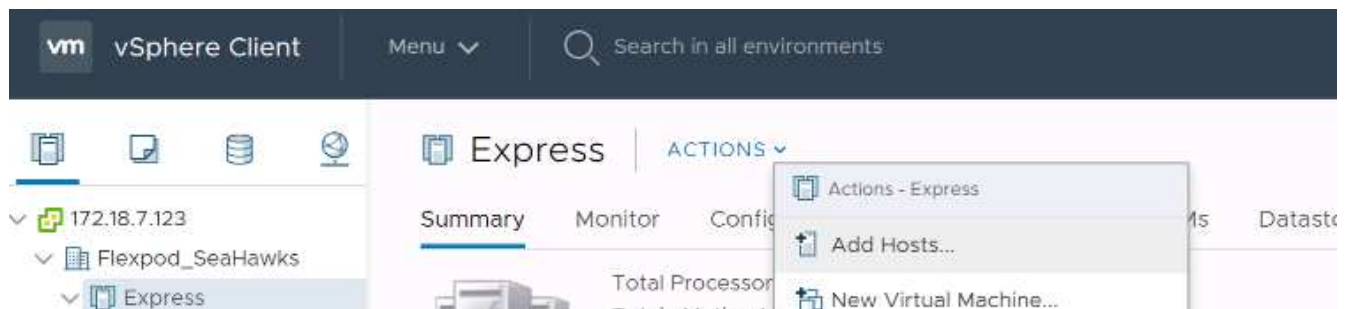 vm vSphere Client Menu Search in all environments
Express ACTIONS
Actions - Express
172.18.7.123 Summary Monitor Datast
Flexpod_SeaHawks Add Hosts...
Express Total Processor New Virtual Machine...